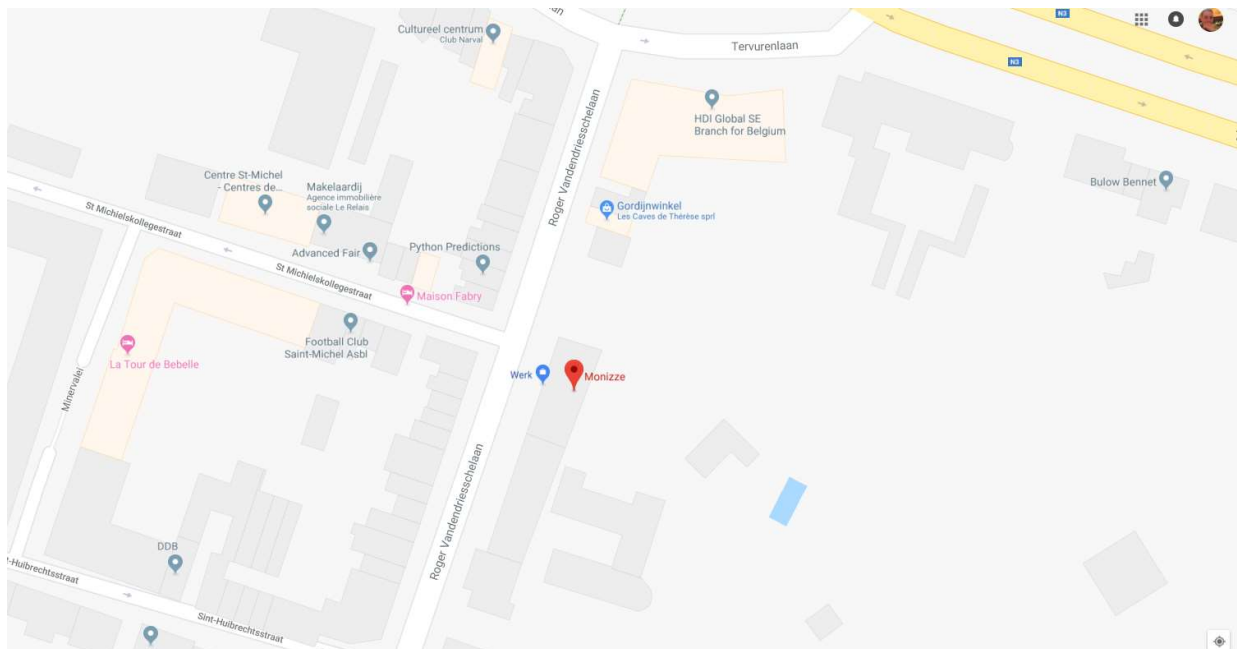 an
N3
Cultureel centrum
Club Narval
Tervurenlaan
N3
HDI Global SE
Branch for Belgium
Roger Vandendriesschelaan
Centre St-Michel
- Centres de...
Makelaardij
Agence immobilière
sociale Le Relais
Bulow Bennet
Gordijnwinkel
Les Caves de Thérèse sprl
St Michielskollegestraat
Advanced Fair
Python Predictions
St Michielskollegestraat
Maison Fabry
Football Club
Saint-Michel Asbl
La Tour de Bebelle
Werk
Monizze
Minervalei
Roger Vandendriesschelaan
DDB
t-Huibrechtsstraat
Sint-Huibrechtsstraat